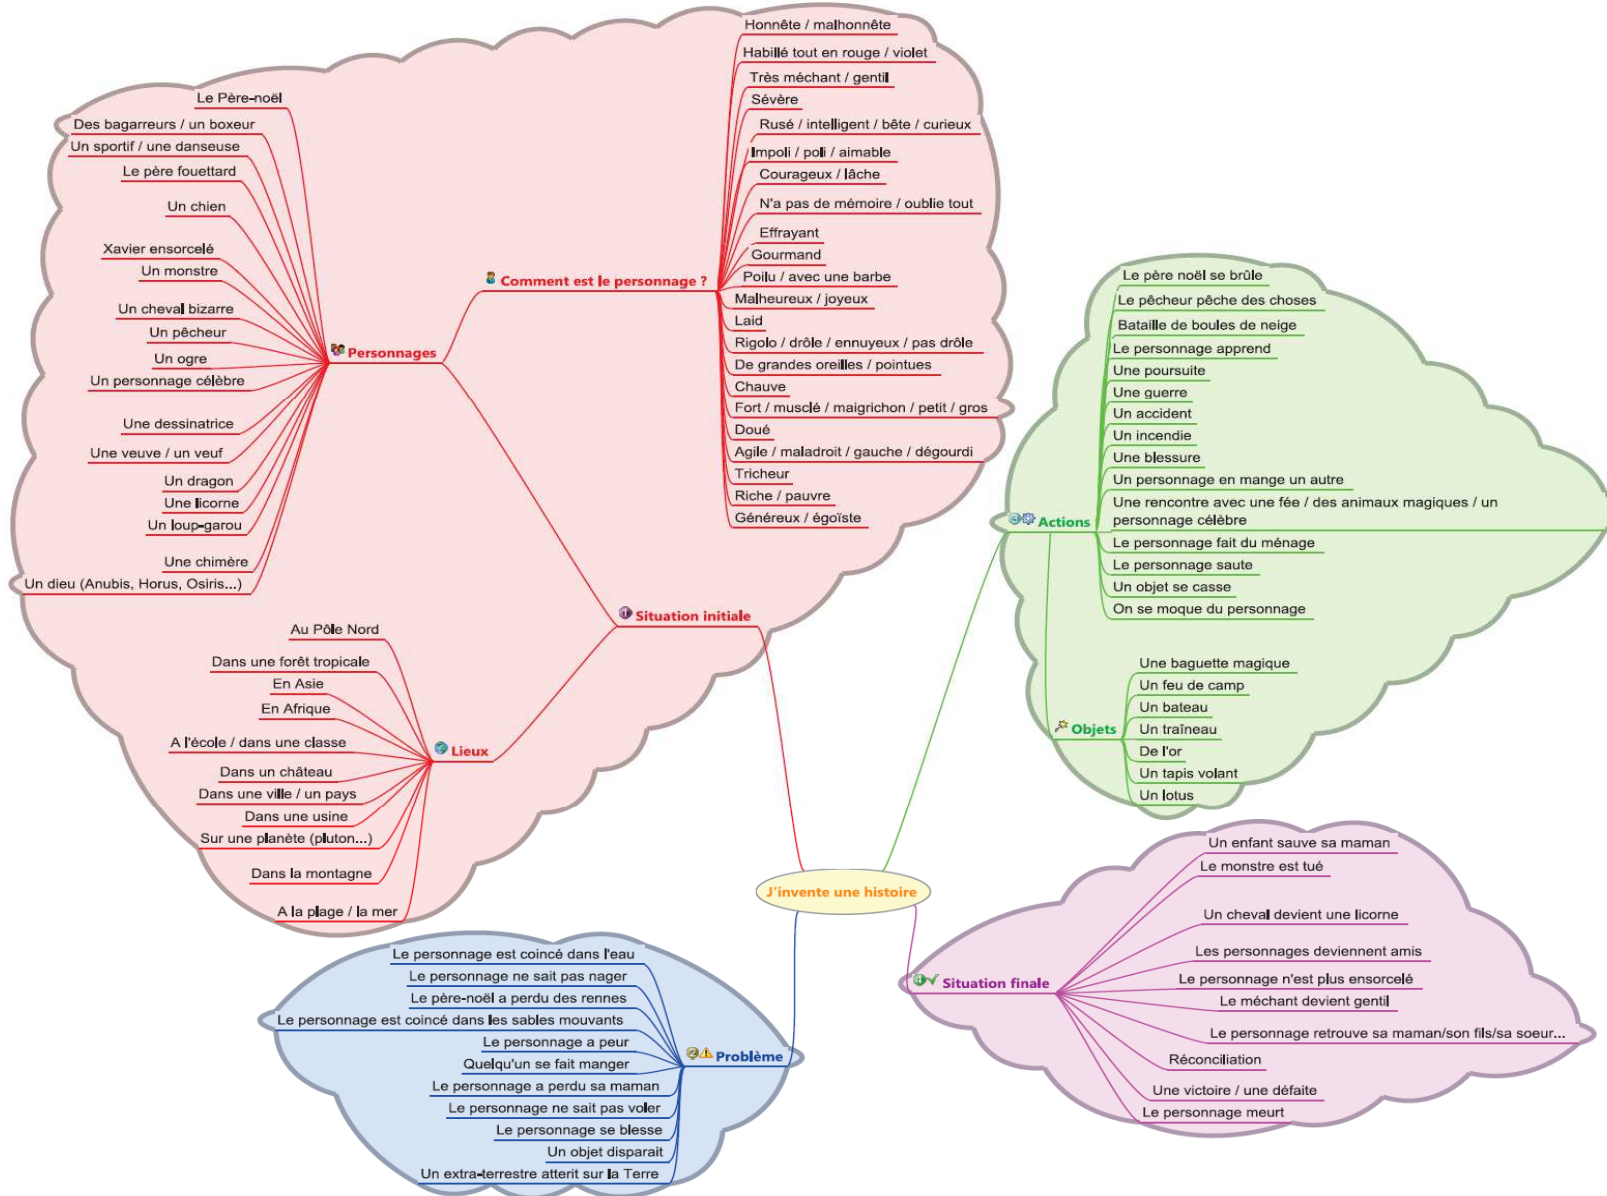 J'invente une histoire
1
Situation initiale
Personnages
Le Père-noël
Des bagarreurs / un boxeur
Un sportif / une danseuse
Le père fouettard
Un chien
Xavier ensorcelé
Un monstre
Un cheval bizarre
Un pêcheur
Un ogre
Un personnage célèbre
Une dessinatrice
Une veuve / un veuf
Un dragon
Une licorne
Un loup-garou
Une chimère
Un dieu (Anubis, Horus, Osiris...)
Comment est le personnage ?
Honnête / malhonnête
Habillé tout en rouge / violet
Très méchant / gentil
Sévère
Rusé / intelligent / bête / curieux
Impoli / poli / aimable
Courageux / lâche
N'a pas de mémoire / oublie tout
Effrayant
Gourmand
Poilu / avec une barbe
Malheureux / joyeux
Laid
Rigolo / drôle / ennuyeux / pas drôle
De grandes oreilles / pointues
Chauve
Fort / musclé / maigrichon / petit / gros
Doué
Agile / maladroit / gauche / dégourdi
Tricheur
Riche / pauvre
Généreux / égoïste
Lieux
Au Pôle Nord
Dans une forêt tropicale
En Asie
En Afrique
A l'école / dans une classe
Dans un château
Dans une ville / un pays
Dans une usine
Sur une planète (pluton...)
Dans la montagne
A la plage / la mer
2
Problème
Le personnage est coincé dans l'eau
Le personnage ne sait pas nager
Le père-noël a perdu des rennes
Le personnage est coincé dans les sables mouvants
Le personnage a peur
Quelqu'un se fait manger
Le personnage a perdu sa maman
Le personnage ne sait pas voler
Le personnage se blesse
Un objet disparait
Un extra-terrestre atterit sur la Terre
3
Actions
Le père noël se brûle
Le pêcheur pêche des choses
Bataille de boules de neige
Le personnage apprend
Une poursuite
Une guerre
Un accident
Un incendie
Une blessure
Un personnage en mange un autre
Une rencontre avec une fée / des animaux magiques / un
personnage célèbre
Le personnage fait du ménage
Le personnage saute
Un objet se casse
On se moque du personnage
Objets
Une baguette magique
Un feu de camp
Un bateau
Un traîneau
De l'or
Un tapis volant
Un lotus
4
Situation finale
Un enfant sauve sa maman
Le monstre est tué
Un cheval devient une licorne
Les personnages deviennent amis
Le personnage n'est plus ensorcelé
Le méchant devient gentil
Le personnage retrouve sa maman/son fils/sa soeur...
Réconciliation
Une victoire / une défaite
Le personnage meurt